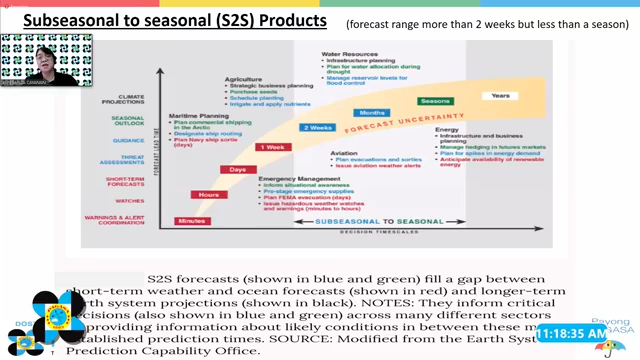 Subseasonal to seasonal (S2S) Products
(forecast range more than 2 weeks but less than a season)
CLIMATE PROJECTIONS
SEASONAL OUTLOOK
GUIDANCE
THREAT ASSESSMENTS
SHORT-TERM FORECASTS
WATCHES
WARNINGS & ALERT COORDINATION
FORECAST LEAD TIME
Water Resources
• Infrastructure planning
• Plan for water allocation during drought
• Manage reservoir levels for flood control
Agriculture
• Strategic business planning
• Purchase seeds
• Schedule planting
• Irrigate and apply nutrients
Maritime Planning
• Plan commercial shipping in the Arctic
• Designate ship routing
• Plan Navy ship sortie (days)
Minutes
Hours
Days
1 Week
2 Weeks
Months
Seasons
Years
FORECAST UNCERTAINTY
Energy
• Infrastructure and business planning
• Manage hedging in futures market
• Plan for spikes in energy demand
• Anticipate availability of renewable energy
Aviation
• Plan evacuations and sorties
• Issue aviation weather alerts
Emergency Management
• Inform situational awareness
• Pre-stage emergency supplies
• Plan FEMA evacuation (days)
• Issue hazardous weather watches and warnings (minutes to hours)
SUBSEASONAL TO SEASONAL
DECISION TIMESCALES
S2S forecasts (shown in blue and green) fill a gap between
short-term weather and ocean forecasts (shown in red) and longer-term
system projections (shown in black). NOTES: They inform critical
decisions (also shown in blue and green) across many different sectors
providing information about likely conditions in between these
prediction times. SOURCE: Modified from the Earth
Prediction Capability Office.
DOS
Payong
11:18:35 AM